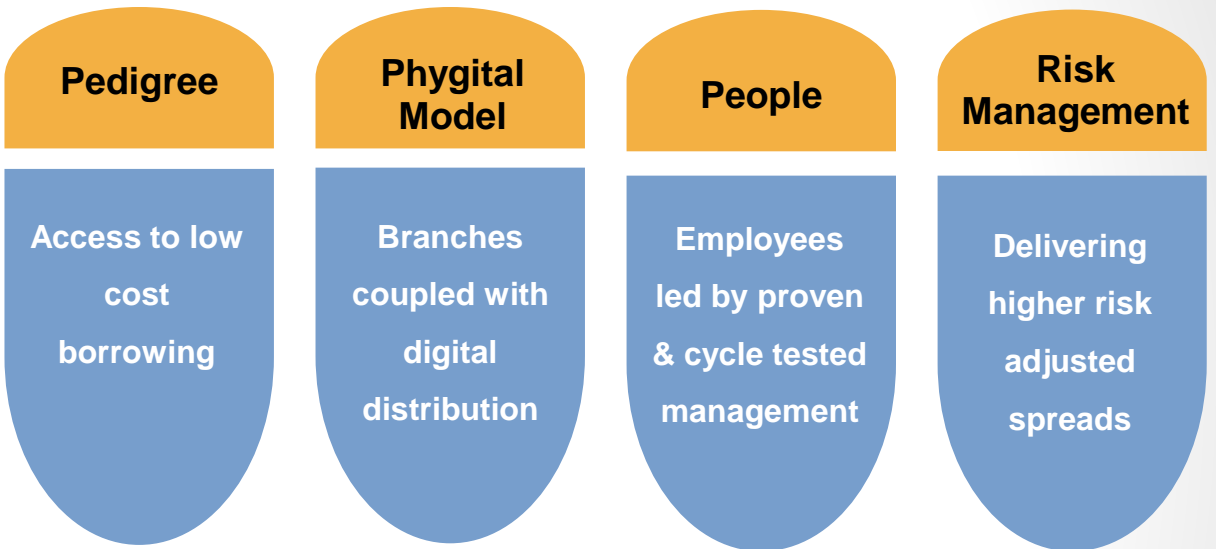 Pedigree
Access to low
cost
borrowing
Phygital
Model
Branches
coupled with
digital
distribution
People
Employees
led by proven
& cycle tested
management
Risk
Management
Delivering
higher risk
adjusted
spreads